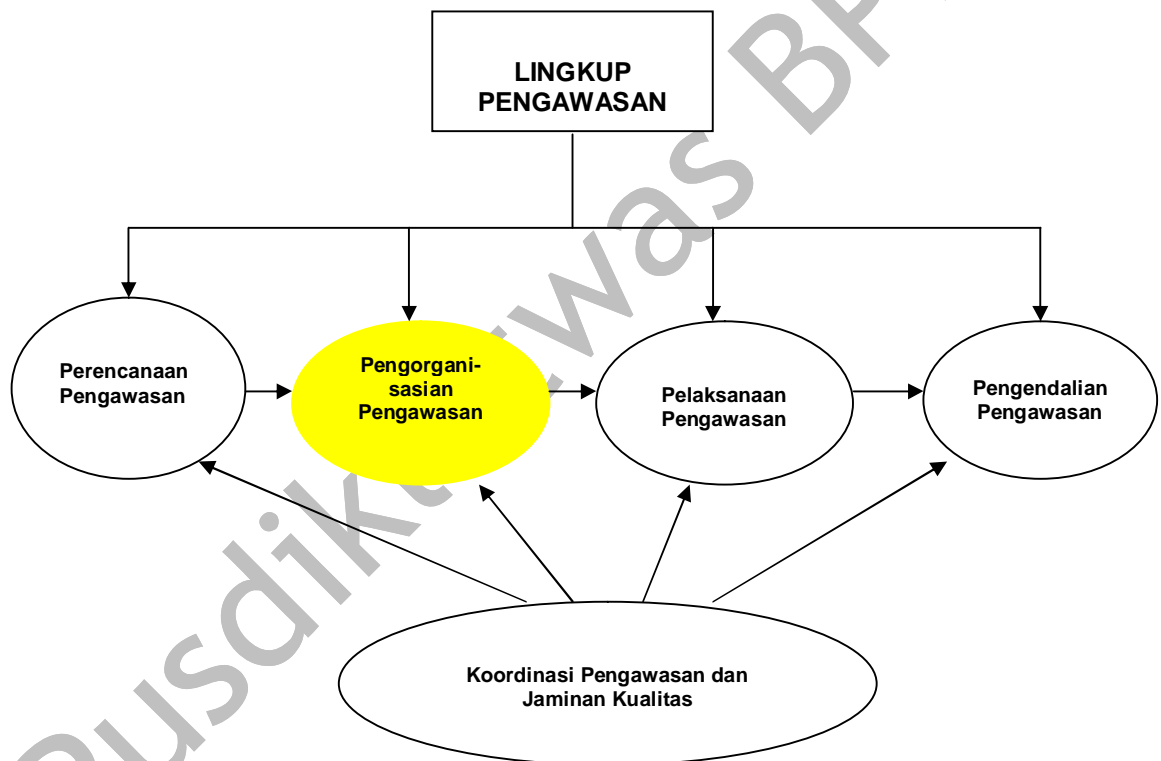 LINGKUP
PENGAWASAN
Perencanaan
Pengawasan
Pengorgani-
sasian
Pengawasan
Pelaksanaan
Pengawasan
Pengendalian
Pengawasan
Koordinasi Pengawasan dan
Jaminan Kualitas